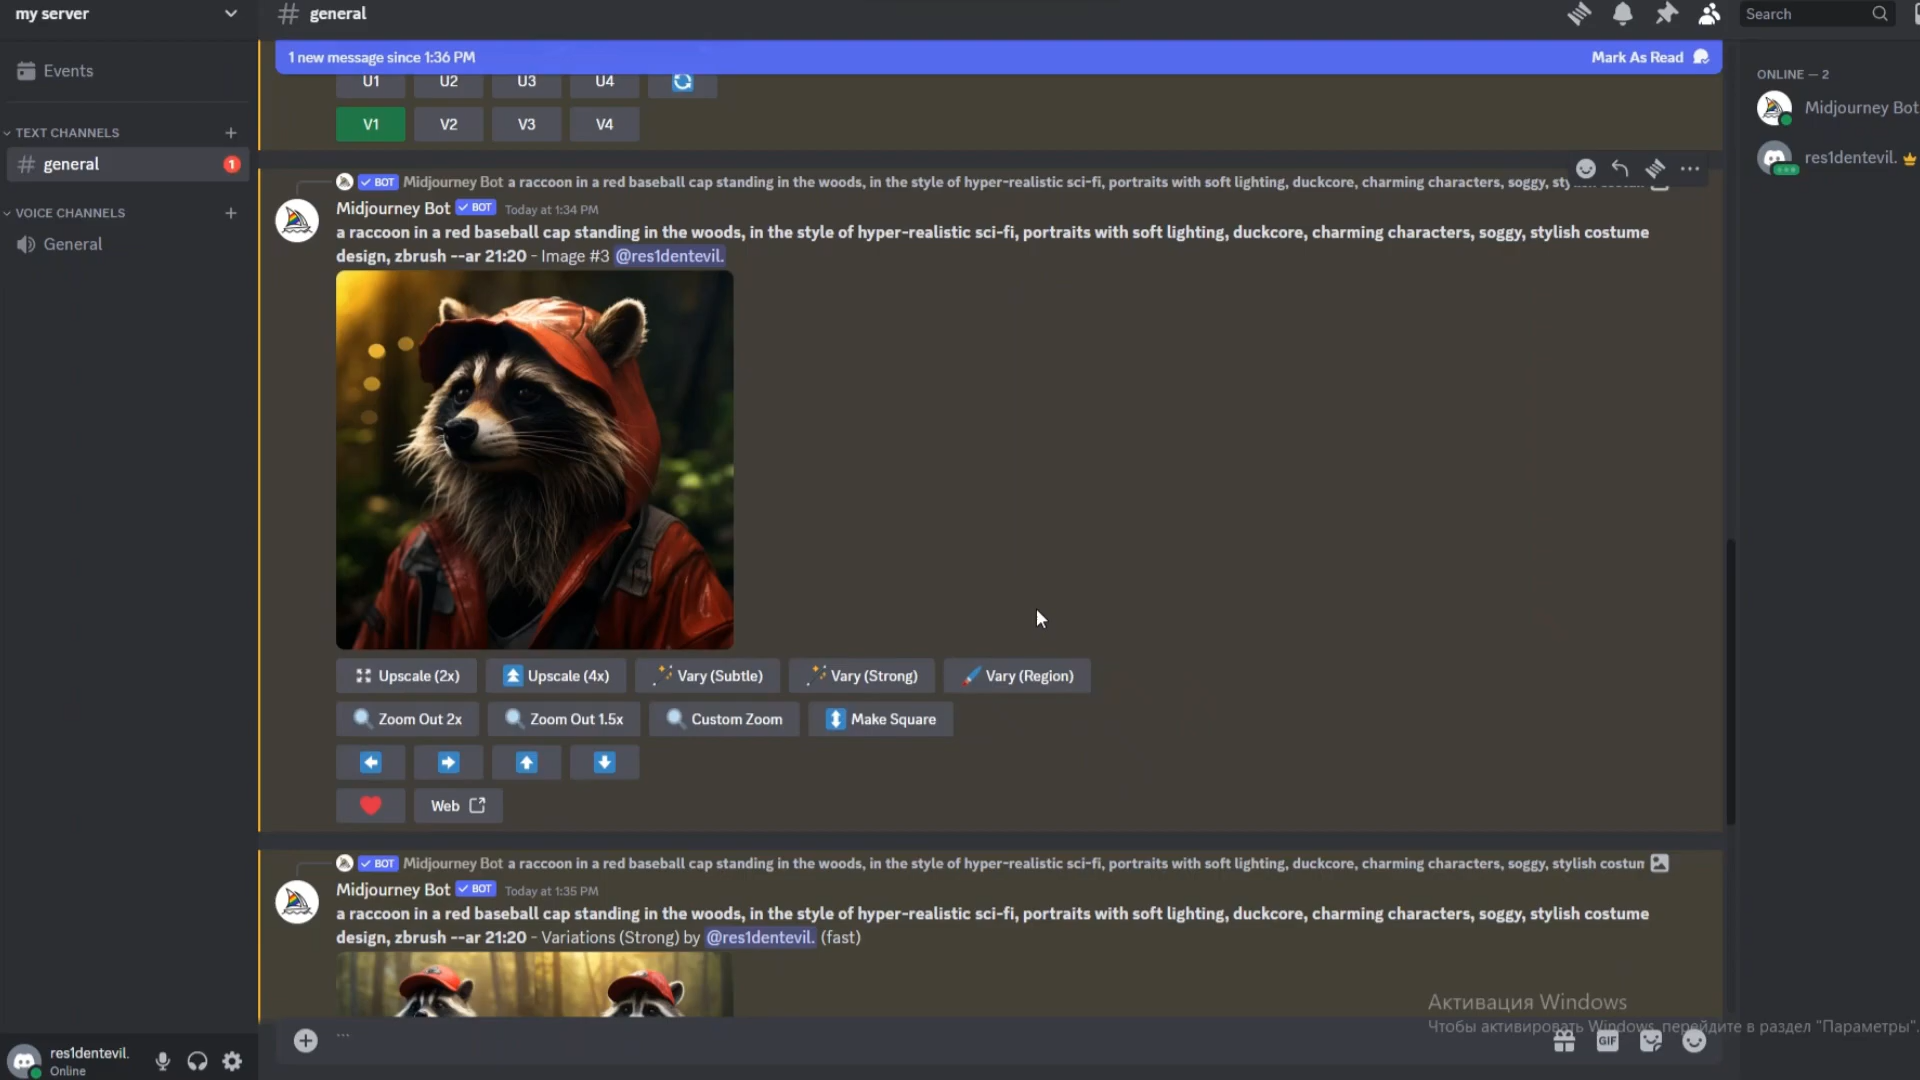 my server
general
Search
1 new message since 1:36 PM
Mark As Read
Events
TEXT CHANNELS
general
1
VOICE CHANNELS
General
U1 U2 U3 U4
V1 V2 V3 V4
BOT Midjourney Bot a raccoon in a red baseball cap standing in the woods, in the style of hyper-realistic sci-fi, portraits with soft lighting, duckcore, charming characters, soggy,
Midjourney Bot BOT Today at 1:34 PM
a raccoon in a red baseball cap standing in the woods, in the style of hyper-realistic sci-fi, portraits with soft lighting, duckcore, charming characters, soggy, stylish costume
design, zbrush --ar 21:20 - Image #3 @res1dentevil.
Upscale (2x) Upscale (4x) Vary (Subtle) Vary (Strong) Vary (Region)
Zoom Out 2x Zoom Out 1.5x Custom Zoom Make Square
Web
BOT Midjourney Bot a raccoon in a red baseball cap standing in the woods, in the style of hyper-realistic sci-fi, portraits with soft lighting, duckcore, charming characters, soggy, stylish costun
Midjourney Bot BOT Today at 1:35 PM
a raccoon in a red baseball cap standing in the woods, in the style of hyper-realistic sci-fi, portraits with soft lighting, duckcore, charming characters, soggy, stylish costume
design, zbrush --ar 21:20 - Variations (Strong) by @res1dentevil. (fast)
ONLINE — 2
Midjourney Bot
res1dentevil.
Активация Windows
Чтобы активировать Windows, перейдите в раздел "Параметры".
GIF
res1dentevil.
Online